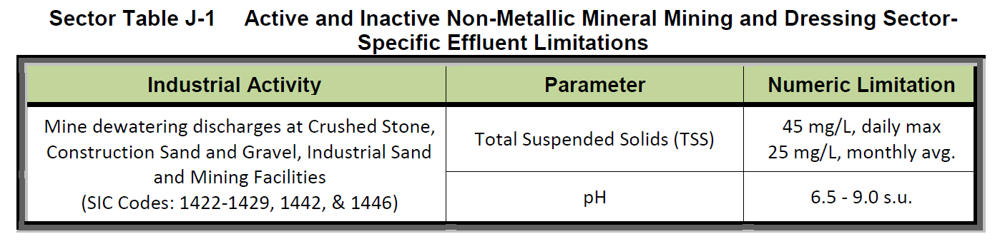 Sector Table J-1 Active and Inactive Non-Metallic Mineral Mining and Dressing Sector-
Specific Effluent Limitations
Industrial Activity
Parameter
Numeric Limitation
Mine dewatering discharges at Crushed Stone,
Construction Sand and Gravel, Industrial Sand
and Mining Facilities
(SIC Codes: 1422-1429, 1442, & 1446)
Total Suspended Solids (TSS)
45 mg/L, daily max
25 mg/L, monthly avg.
pH
6.5 - 9.0 s.u.